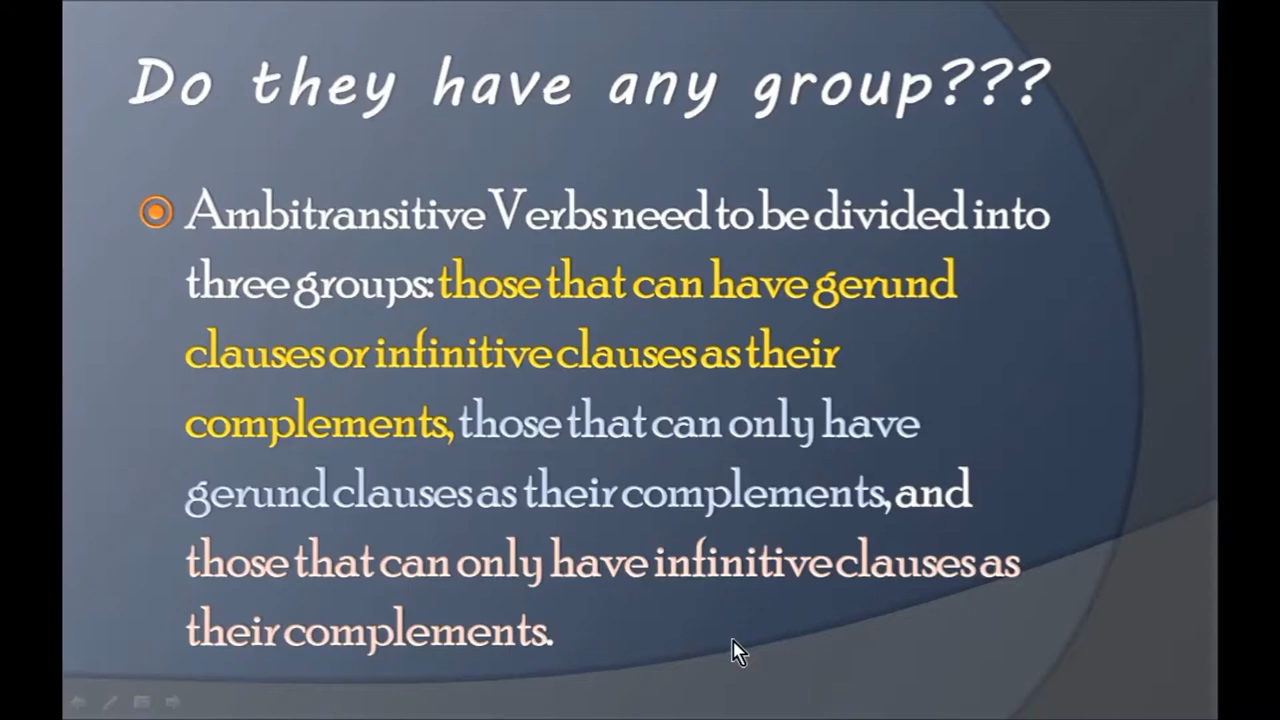 Do they have any group???
Ambitransitive Verbs need to be divided into
three groups: those that can have gerund
clauses or infinitive clauses as their
complements, those that can only have
gerund clauses as their complements, and
those that can only have infinitive clauses as
their complements.